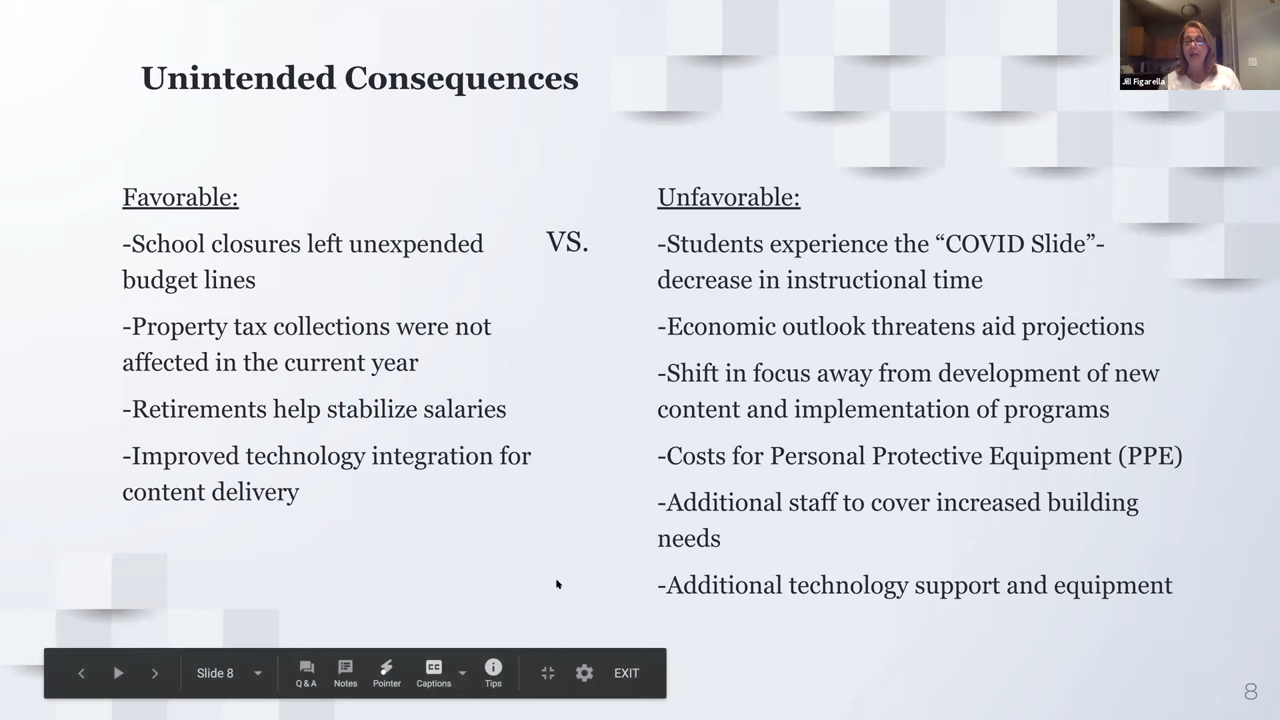 Unintended Consequences
Jill Figarella
Favorable:
-School closures left unexpended
budget lines
-Property tax collections were not
affected in the current year
-Retirements help stabilize salaries
-Improved technology integration for
content delivery
VS.
Unfavorable:
-Students experience the “COVID Slide”-
decrease in instructional time
-Economic outlook threatens aid projections
-Shift in focus away from development of new
content and implementation of programs
-Costs for Personal Protective Equipment (PPE)
-Additional staff to cover increased building
needs
-Additional technology support and equipment
Slide 8
Q & A
Notes
Pointer
CC
Captions
Tips
EXIT
8